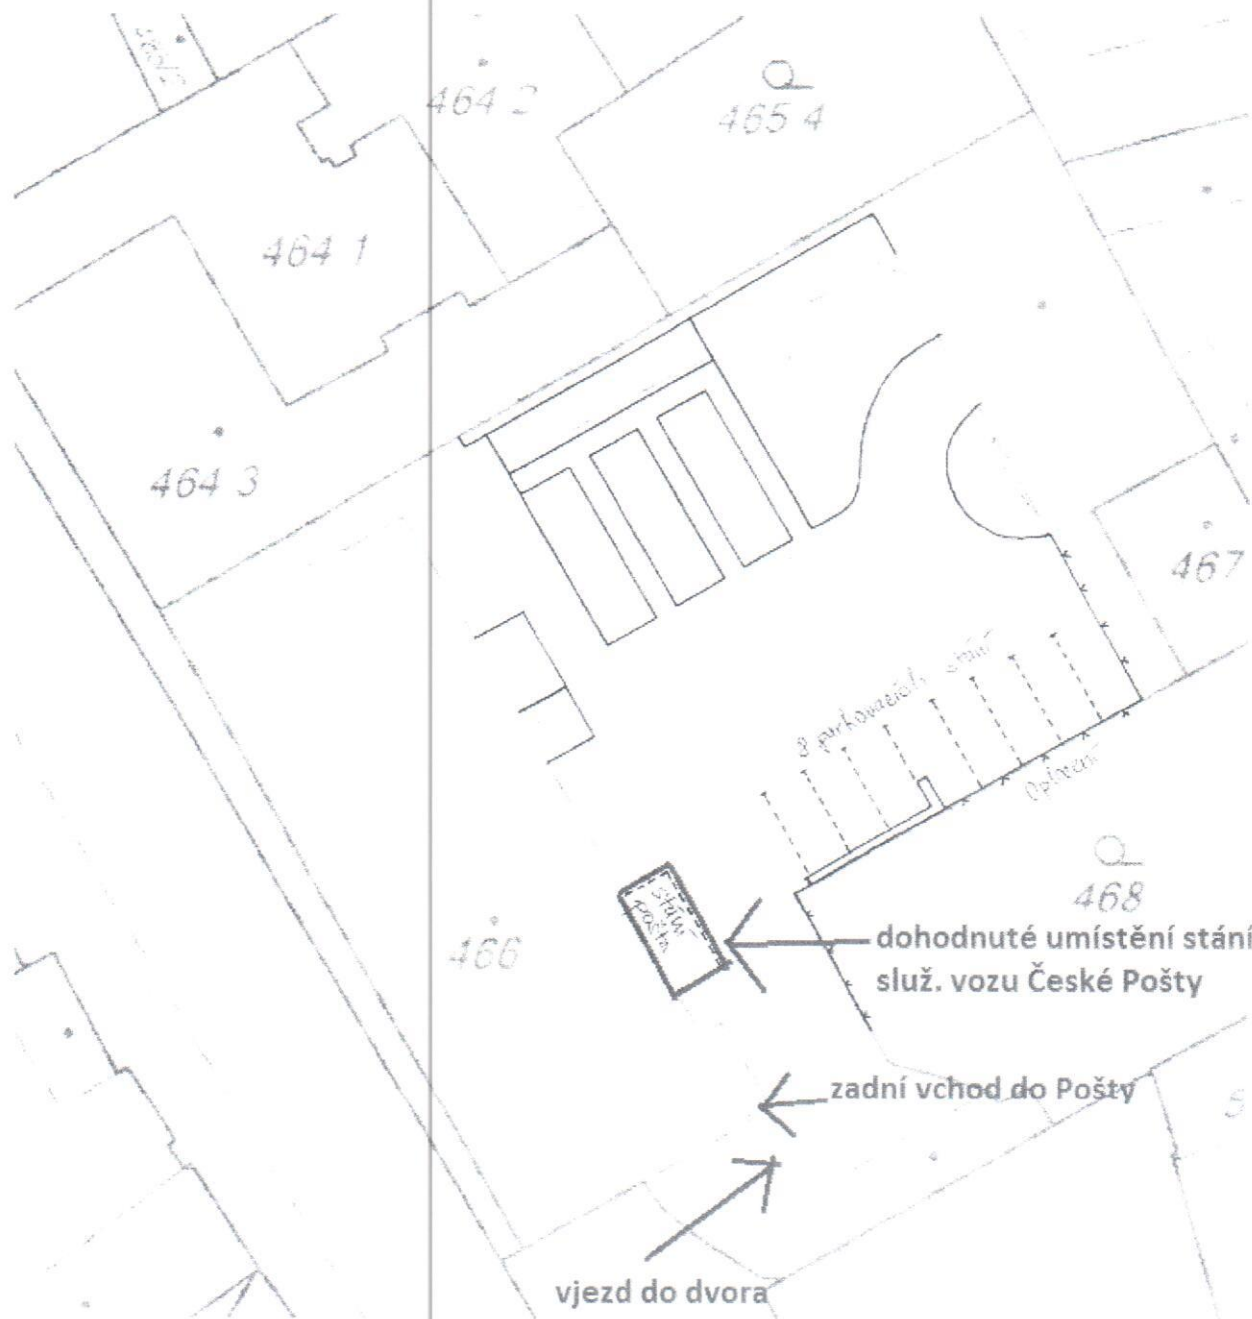 464 2
465 4
464 1
464 3
467
8 parkovacích stání
Oplocení
468
stání
pošta
466
dohodnuté umístění stání
služ. vozu České Pošty
zadní vchod do Pošty
5
vjezd do dvora